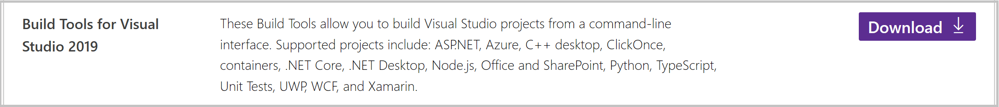 Build Tools for Visual
Studio 2019
These Build Tools allow you to build Visual Studio projects from a command-line
interface. Supported projects include: ASP.NET, Azure, C++ desktop, ClickOnce,
containers, .NET Core, .NET Desktop, Node.js, Office and SharePoint, Python, TypeScript,
Unit Tests, UWP, WCF, and Xamarin.
Download